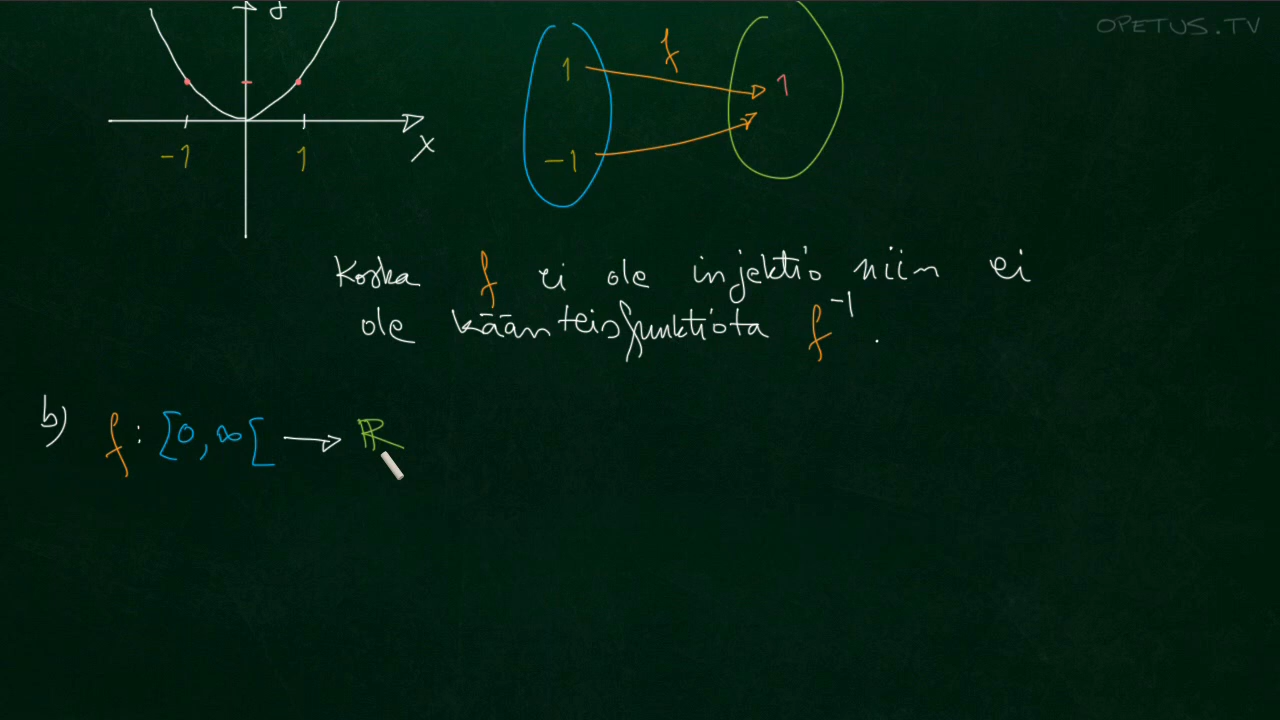 OPETUS.TV
y
-1 1 x
f
1
-1
1
Koska f ei ole injektio niin ei
ole käänteisfunktiota f⁻¹.
b) f: [0, ∞[ → ℝ